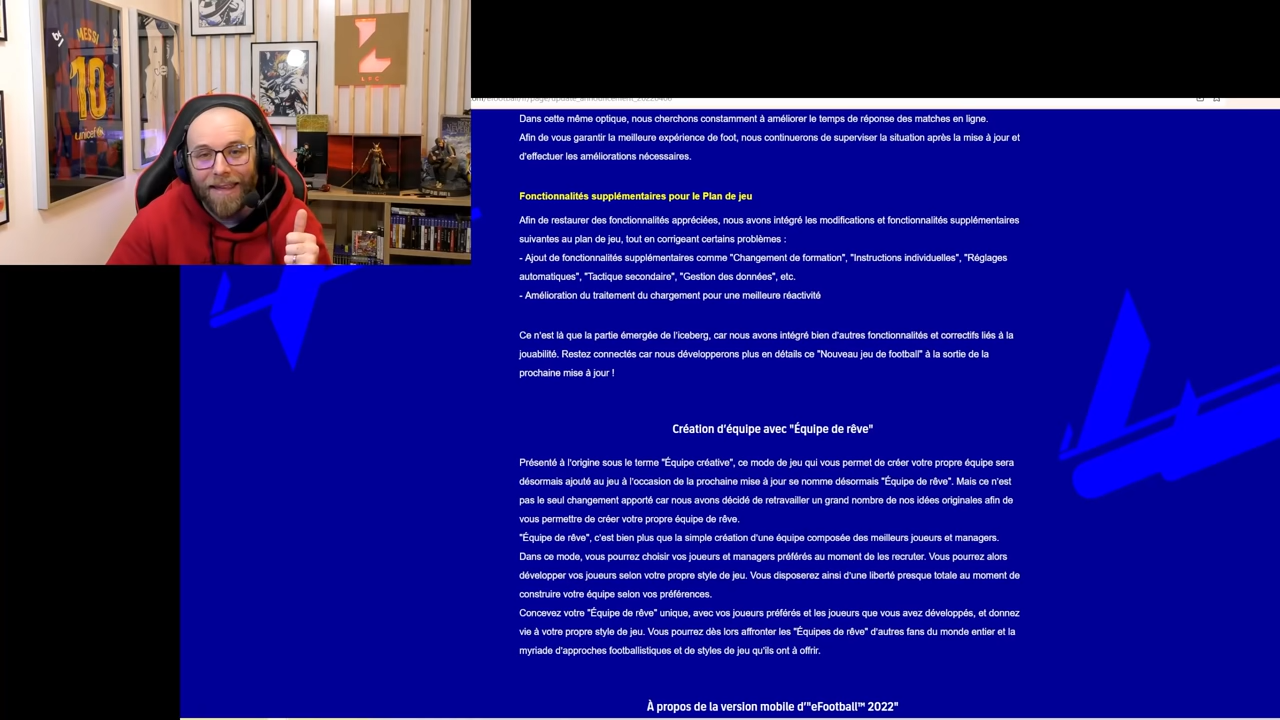 MESSI
10
unicef
LPC
Dans cette même optique, nous cherchons constamment à améliorer le temps de réponse des matches en ligne.
Afin de vous garantir la meilleure expérience de foot, nous continuerons de superviser la situation après la mise à jour et
d'effectuer les améliorations nécessaires.
Fonctionnalités supplémentaires pour le Plan de jeu
Afin de restaurer des fonctionnalités appréciées, nous avons intégré les modifications et fonctionnalités supplémentaires
suivantes au plan de jeu, tout en corrigeant certains problèmes :
- Ajout de fonctionnalités supplémentaires comme "Changement de formation", "Instructions individuelles", "Réglages
automatiques", "Tactique secondaire", "Gestion des données", etc.
- Amélioration du traitement du chargement pour une meilleure réactivité
Ce n'est là que la partie émergée de l'iceberg, car nous avons intégré bien d'autres fonctionnalités et correctifs liés à la
jouabilité. Restez connectés car nous développerons plus en détails ce "Nouveau jeu de football" à la sortie de la
prochaine mise à jour !
Création d'équipe avec "Équipe de rêve"
Présenté à l'origine sous le terme "Équipe créative", ce mode de jeu qui vous permet de créer votre propre équipe sera
désormais ajouté au jeu à l'occasion de la prochaine mise à jour se nomme désormais "Équipe de rêve". Mais ce n'est
pas le seul changement apporté car nous avons décidé de retravailler un grand nombre de nos idées originales afin de
vous permettre de créer votre propre équipe de rêve.
"Équipe de rêve", c'est bien plus que la simple création d'une équipe composée des meilleurs joueurs et managers.
Dans ce mode, vous pourrez choisir vos joueurs et managers préférés au moment de les recruter. Vous pourrez alors
développer vos joueurs selon votre propre style de jeu. Vous disposerez ainsi d'une liberté presque totale au moment de
construire votre équipe selon vos préférences.
Concevez votre "Équipe de rêve" unique, avec vos joueurs préférés et les joueurs que vous avez développés, et donnez
vie à votre propre style de jeu. Vous pourrez dès lors affronter les "Équipes de rêve" d'autres fans du monde entier et la
myriade d'approches footballistiques et de styles de jeu qu'ils ont à offrir.
À propos de la version mobile d'"eFootball™ 2022"